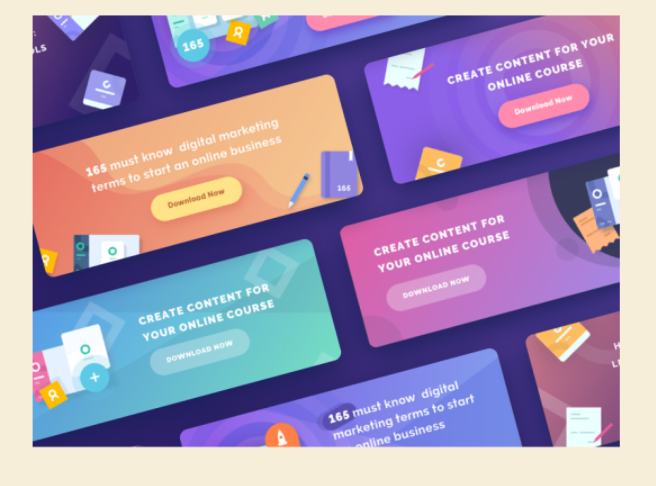 165
CREATE CONTENT FOR YOUR
ONLINE COURSE
Download Now
165 must know digital marketing
terms to start an online business
Download Now
165
CREATE CONTENT FOR
YOUR ONLINE COURSE
DOWNLOAD NOW
CREATE CONTENT FOR
YOUR ONLINE COURSE
DOWNLOAD NOW
165 must know digital
marketing terms to start
online business